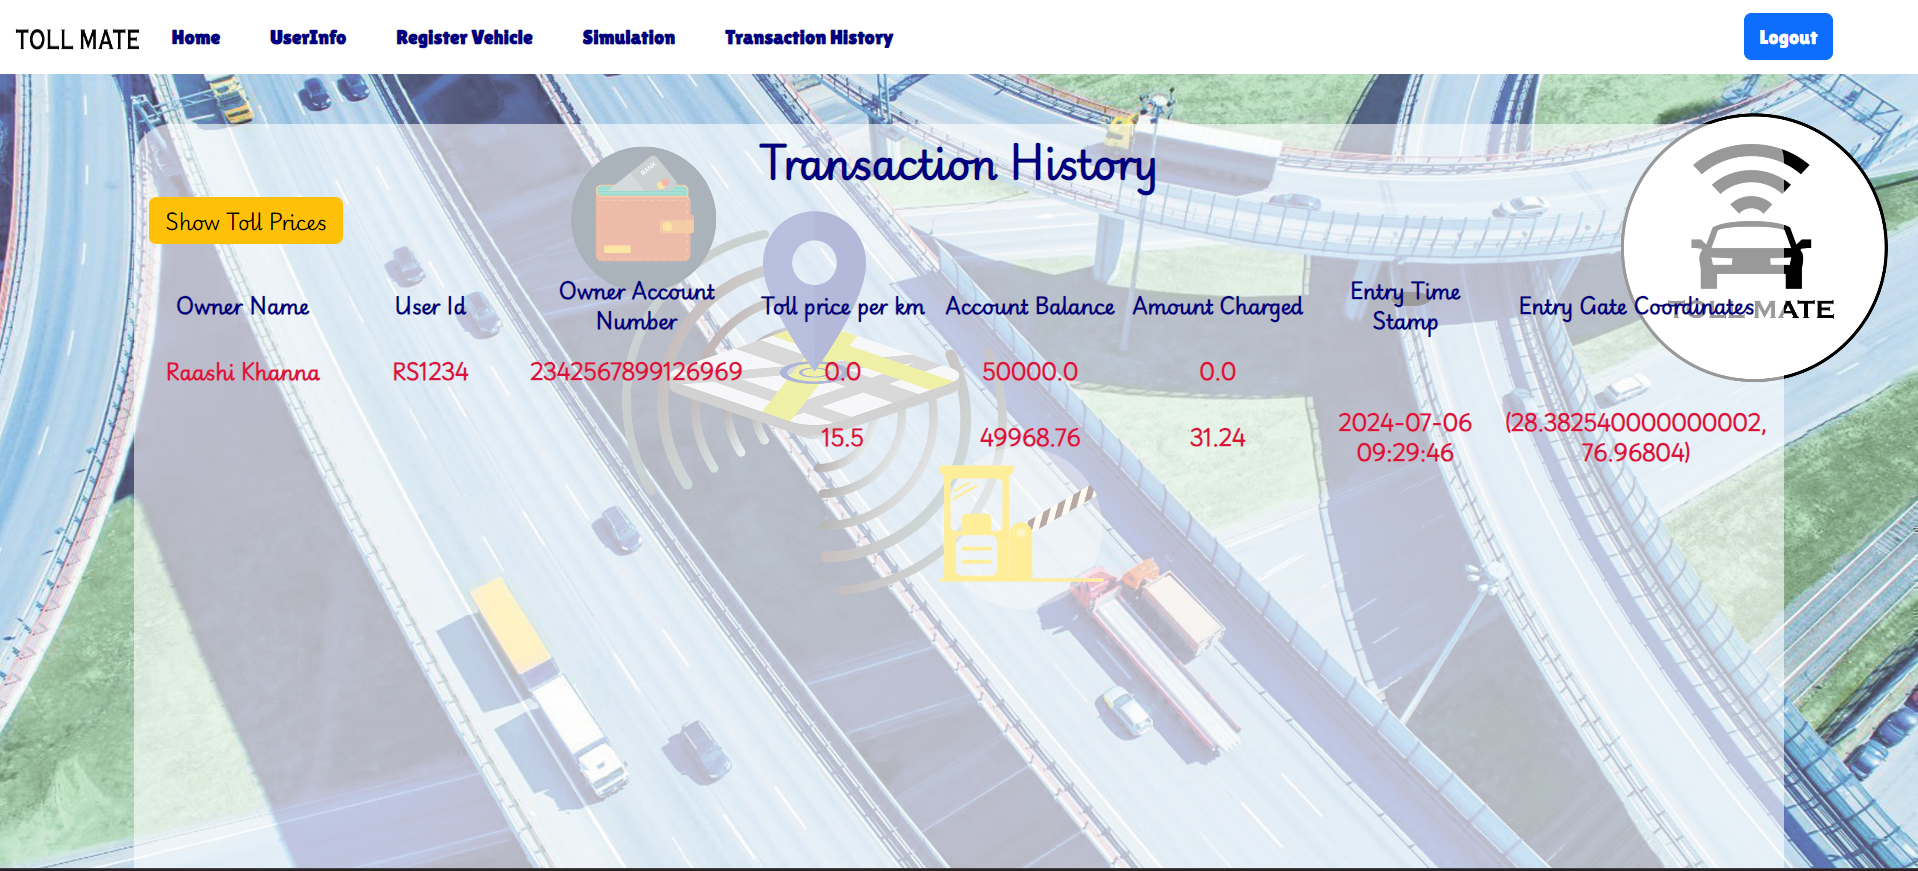 TOLL MATE Home UserInfo Register Vehicle Simulation Transaction History Logout
Transaction History
BANK
Show Toll Prices
Owner Name User Id Owner Account Number Toll price per km Account Balance Amount Charged Entry Time Stamp Entry Gate Coordinates
TOLL MATE
Raashi Khanna RS1234 2342567899126969 0.0 50000.0 0.0
15.5 49968.76 31.24 2024-07-06 09:29:46 (28.382540000000002, 76.96804)